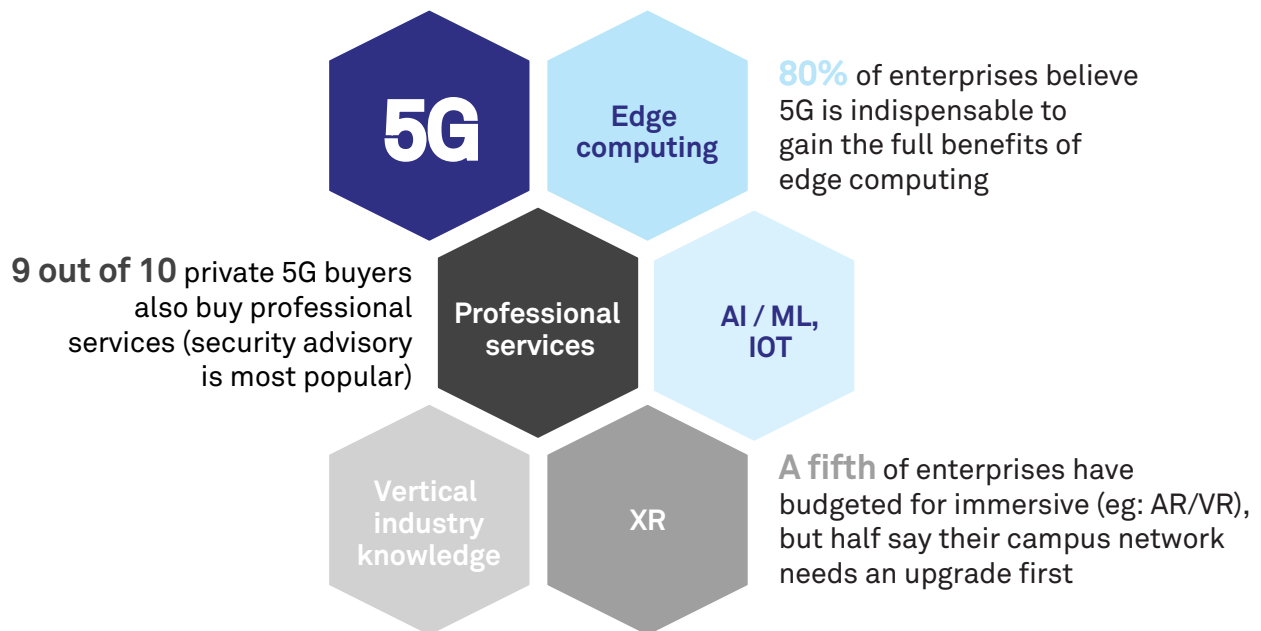 5G
Edge
computing
80% of enterprises believe
5G is indispensable to
gain the full benefits of
edge computing
9 out of 10 private 5G buyers
also buy professional
services (security advisory
is most popular)
Professional
services
AI / ML,
IOT
Vertical
industry
knowledge
XR
A fifth of enterprises have
budgeted for immersive (eg: AR/VR),
but half say their campus network
needs an upgrade first